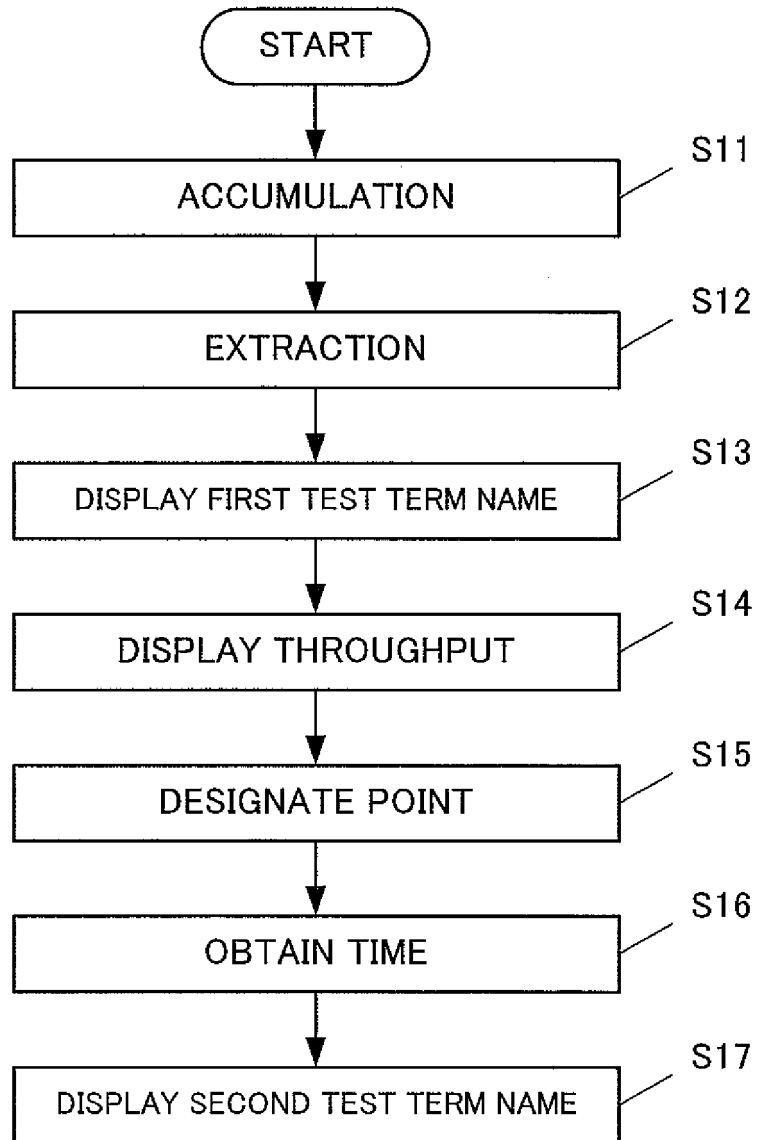 START
S11
ACCUMULATION
S12
EXTRACTION
S13
DISPLAY FIRST TEST TERM NAME
S14
DISPLAY THROUGHPUT
S15
DESIGNATE POINT
S16
OBTAIN TIME
S17
DISPLAY SECOND TEST TERM NAME